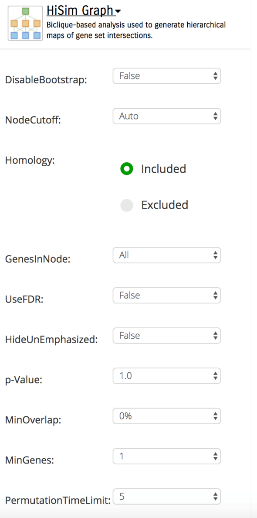 HiSim Graph
Biclique-based analysis used to generate hierarchical
maps of gene set intersections.
DisableBootstrap: False
NodeCutoff: Auto
Homology:
Included
Excluded
GenesInNode: All
UseFDR: False
HideUnEmphasized: False
p-Value: 1.0
MinOverlap: 0%
MinGenes: 1
PermutationTimeLimit: 5